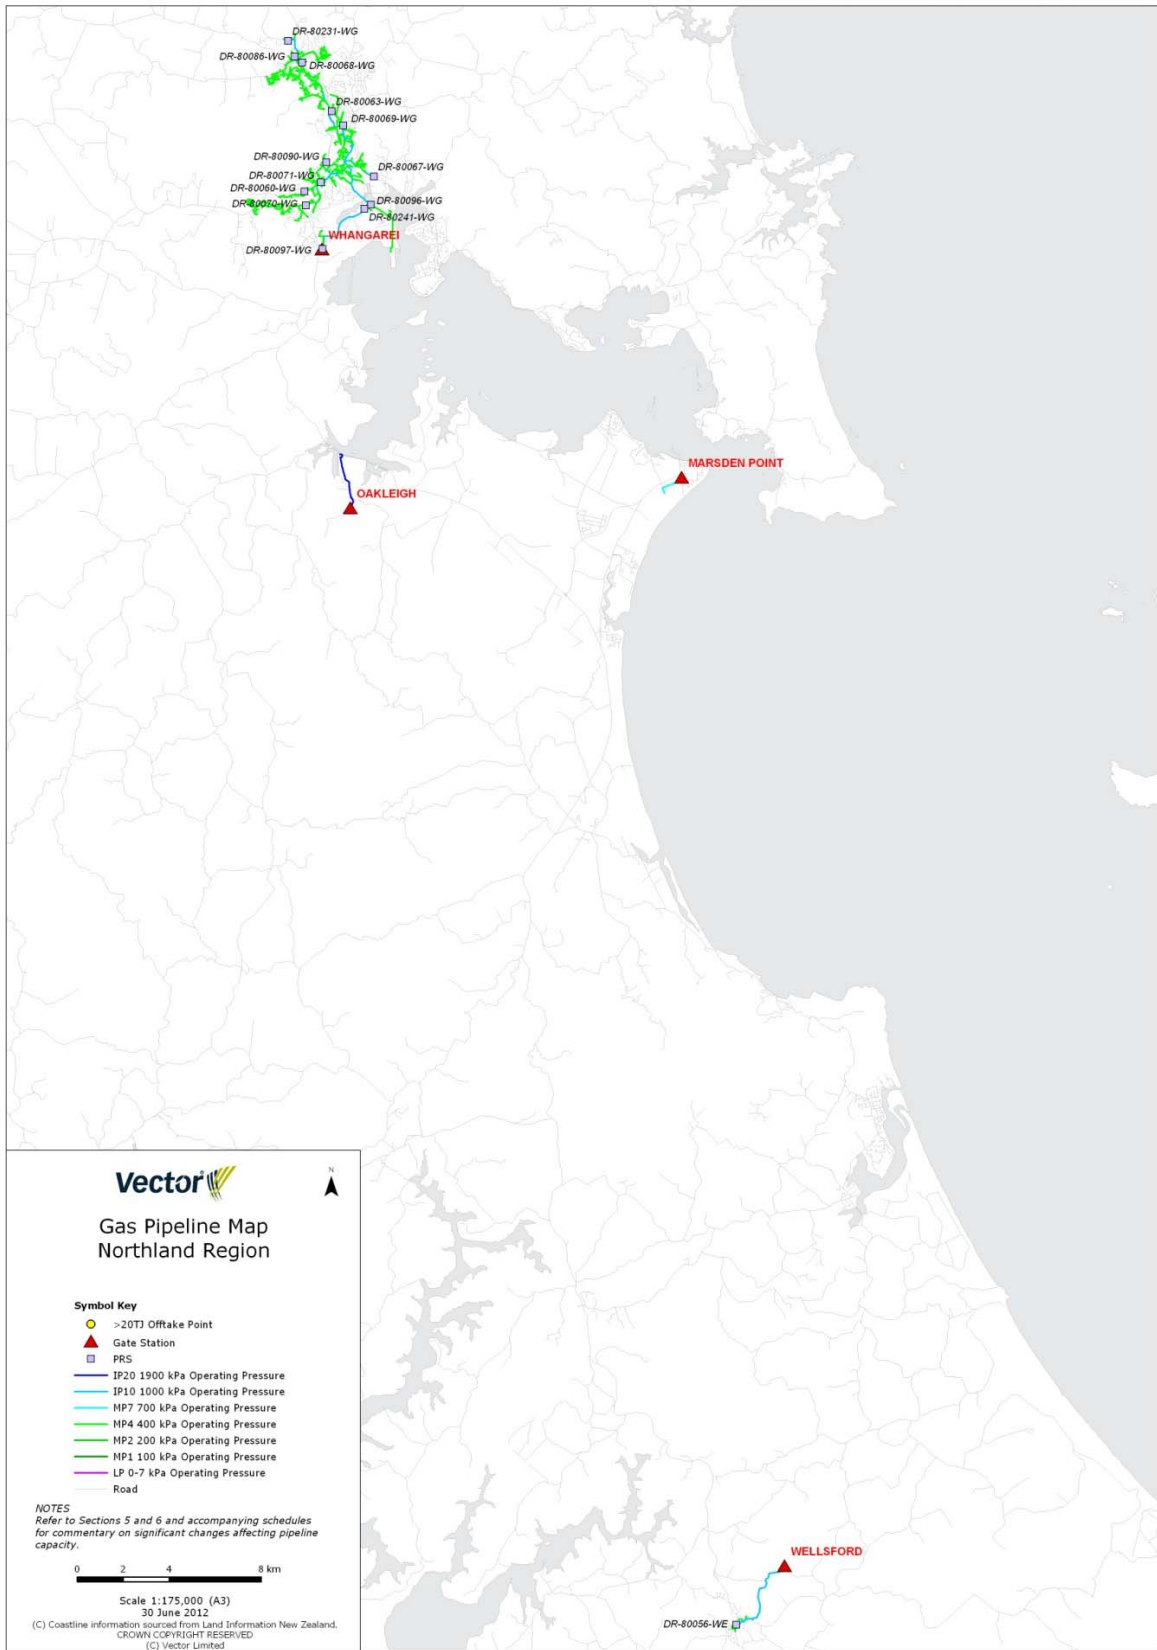 DR-80231-WG
DR-80086-WG
DR-80068-WG
DR-80063-WG
DR-80069-WG
DR-80090-WG
DR-80067-WG
DR-80071-WG
DR-80060-WG
DR-80070-WG
DR-80096-WG
DR-80241-WG
WHANGAREI
DR-80097-WG
MARSDEN POINT
OAKLEIGH
Vector
N
Gas Pipeline Map
Northland Region
Symbol Key
>20TJ Offtake Point
Gate Station
PRS
IP20 1900 kPa Operating Pressure
IP10 1000 kPa Operating Pressure
MP7 700 kPa Operating Pressure
MP4 400 kPa Operating Pressure
MP2 200 kPa Operating Pressure
MP1 100 kPa Operating Pressure
LP 0-7 kPa Operating Pressure
Road
NOTES
Refer to Sections 5 and 6 and accompanying schedules
for commentary on significant changes affecting pipeline
capacity.
0 2 4 8 km
Scale 1:175,000 (A3)
30 June 2012
(C) Coastline information sourced from Land Information New Zealand.
CROWN COPYRIGHT RESERVED
(C) Vector Limited
WELLSFORD
DR-80056-WE